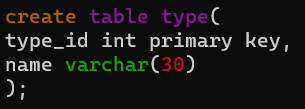 create table type(
type_id int primary key,
name varchar(30)
);